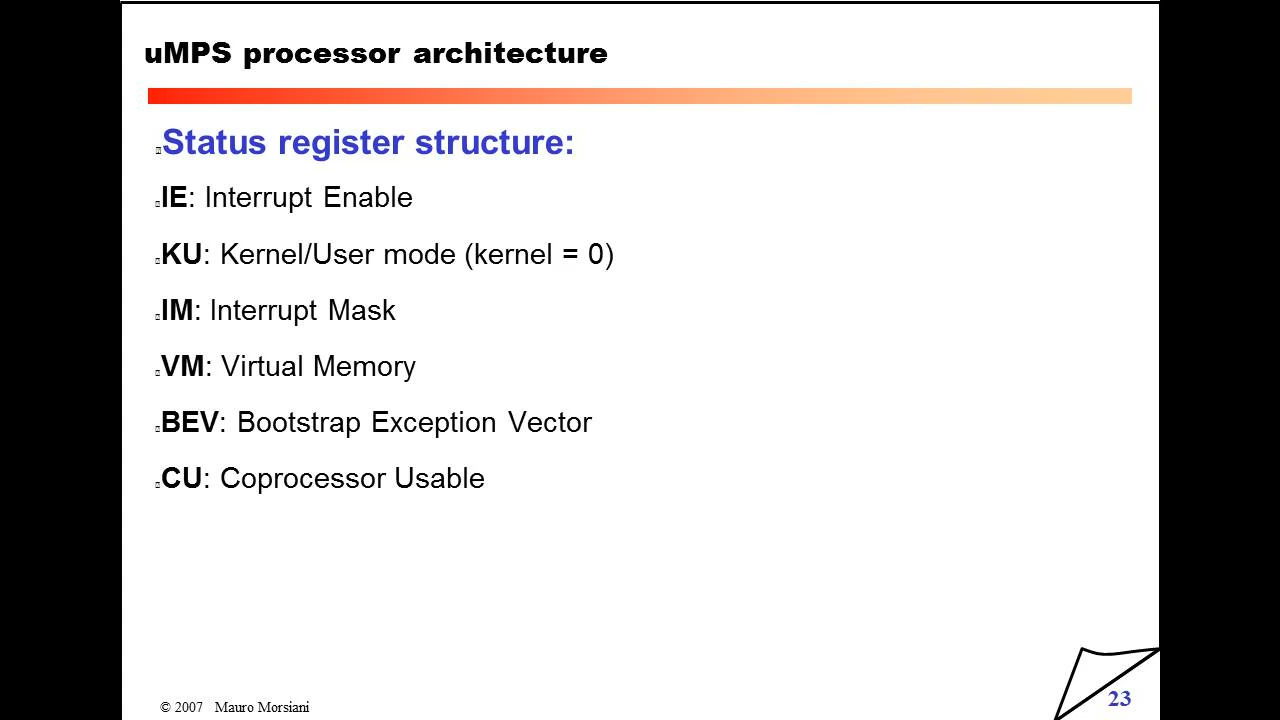 uMPS processor architecture
Status register structure:
IE: Interrupt Enable
KU: Kernel/User mode (kernel = 0)
IM: Interrupt Mask
VM: Virtual Memory
BEV: Bootstrap Exception Vector
CU: Coprocessor Usable
© 2007 Mauro Morsiani
23